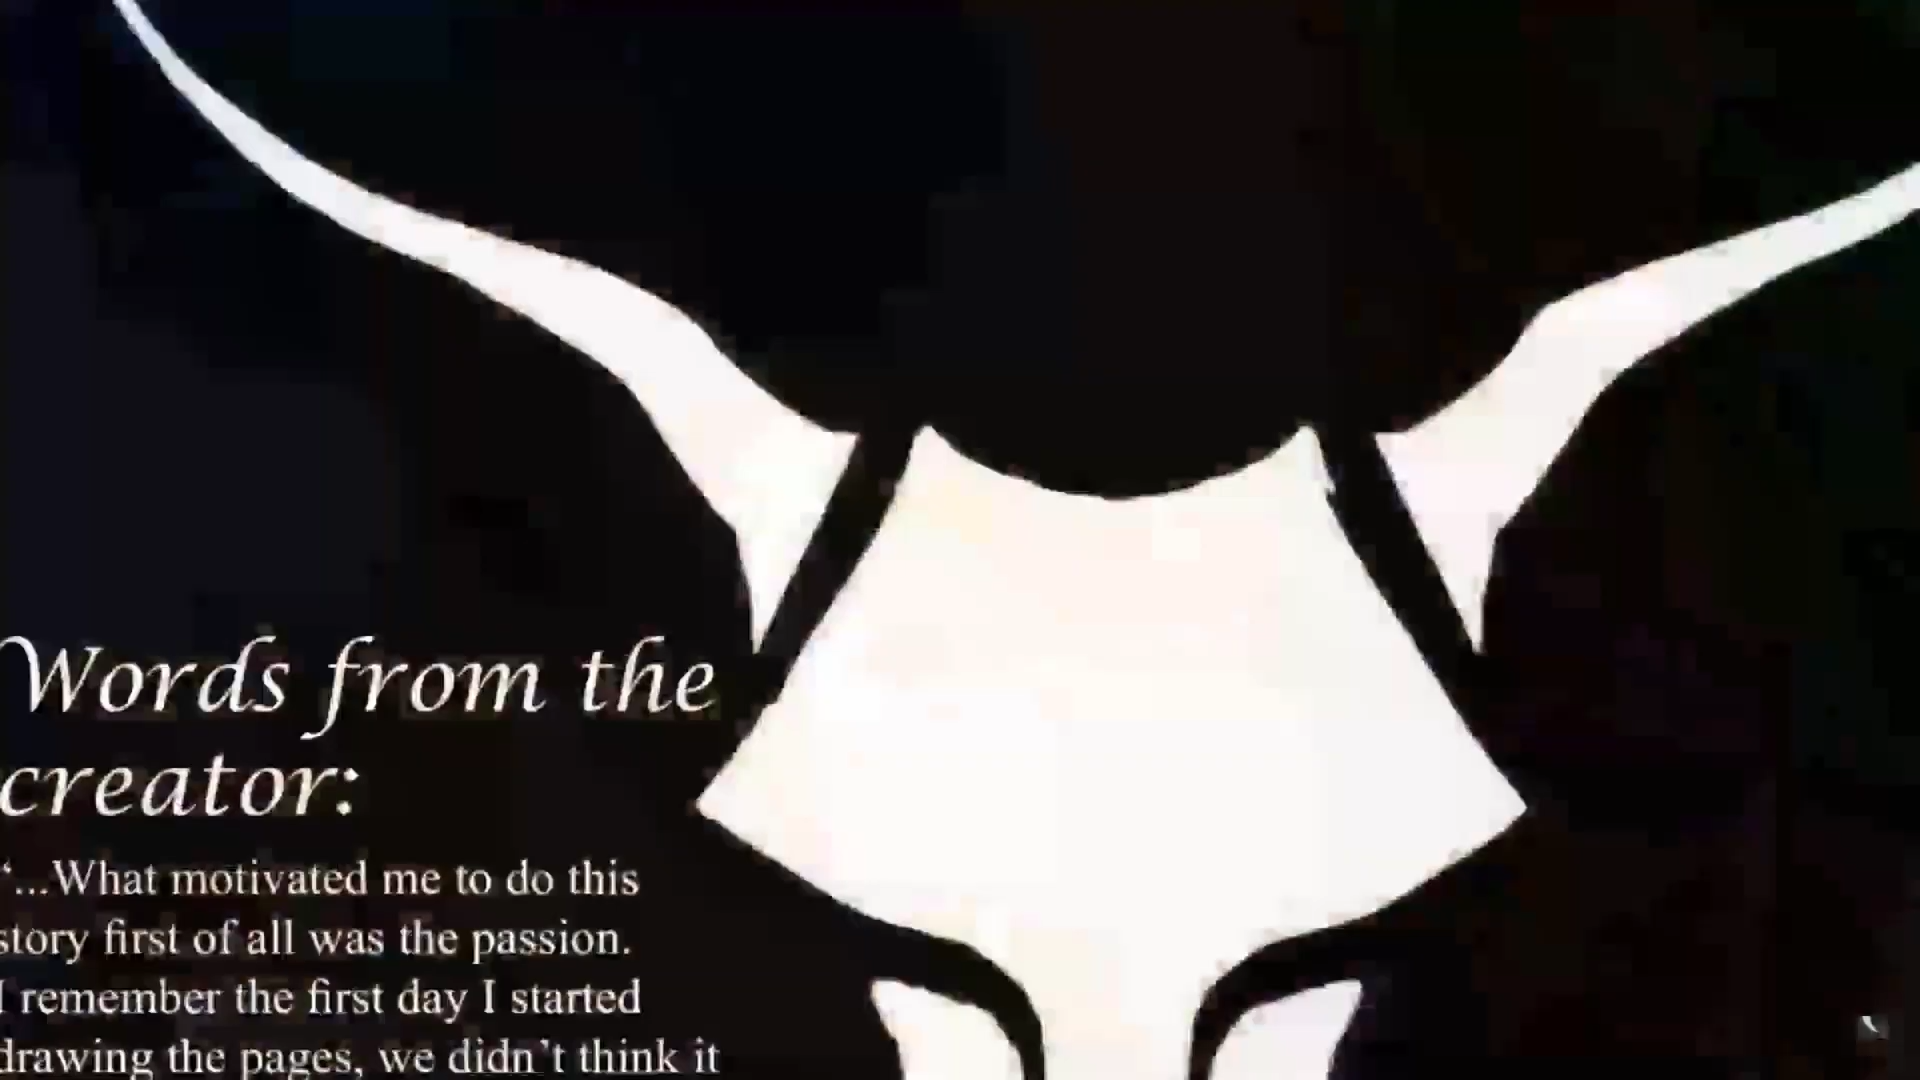 Words from the
creator:
“...What motivated me to do this
story first of all was the passion.
I remember the first day I started
drawing the pages, we didn’t think it